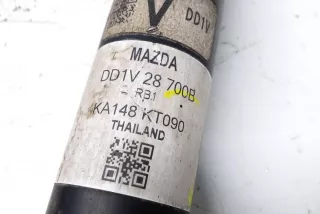 V
DD1V
MAZDA
DD1V 28 700B
- RB1
KA148 KT090
THAILAND